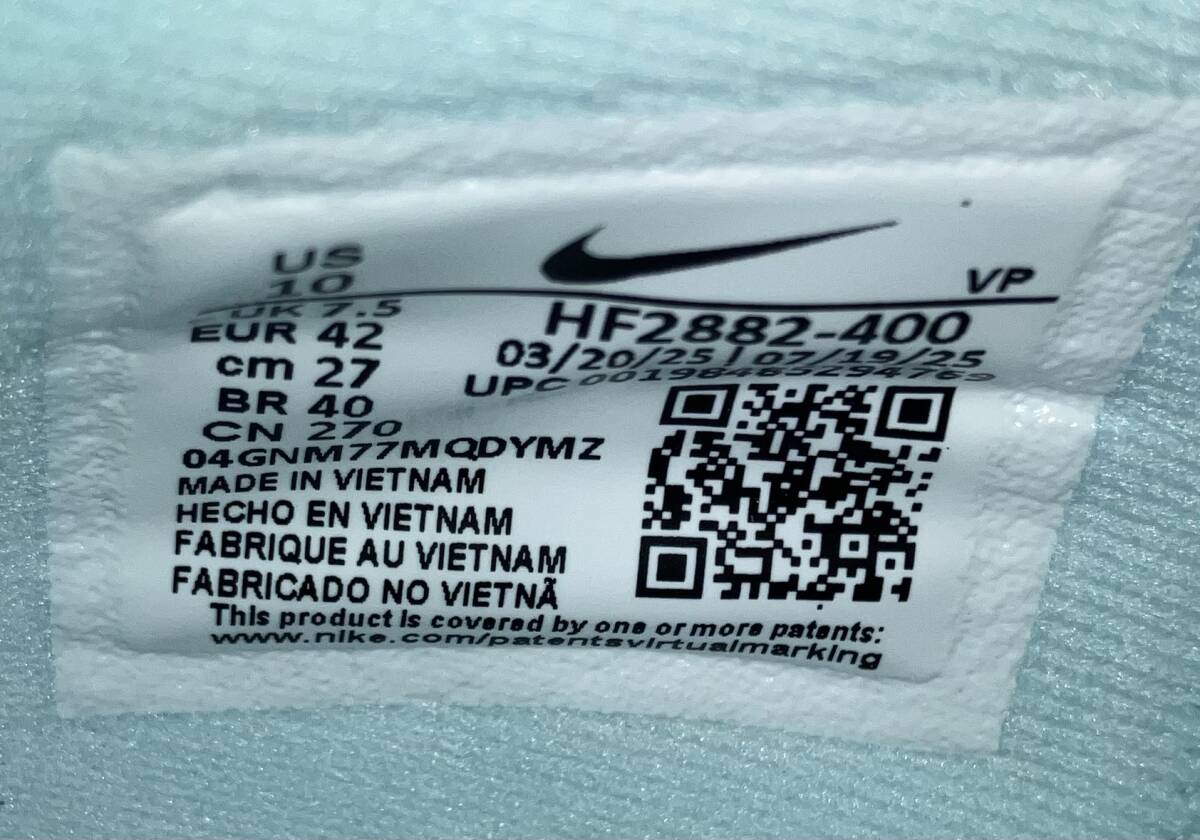 US
10
UK 7.5
EUR 42
cm 27
BR 40
CN 270
04GNM77MQDYMZ
MADE IN VIETNAM
HECHO EN VIETNAM
FABRIQUE AU VIETNAM
FABRICADO NO VIETNÃ
This product is covered by one or more patents:
www.nike.com/patentsvirtualmarking
VP
HF2882-400
03/20/25 | 07/19/25
UPC